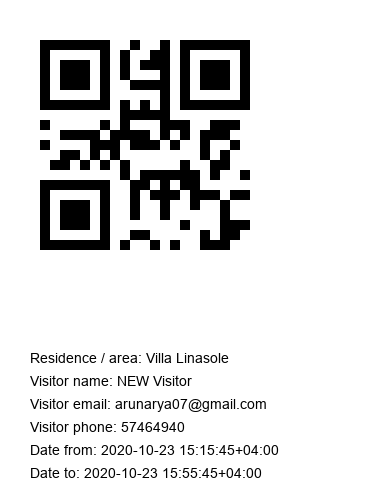 Residence / area: Villa Linasole
Visitor name: NEW Visitor
Visitor email: arunarya07@gmail.com
Visitor phone: 57464940
Date from: 2020-10-23 15:15:45+04:00
Date to: 2020-10-23 15:55:45+04:00